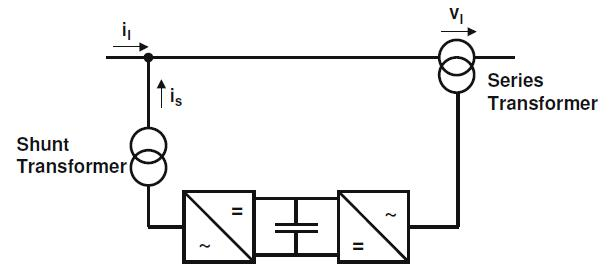 i_l
v_l
i_s
Series
Transformer
Shunt
Transformer
=
~
~
=